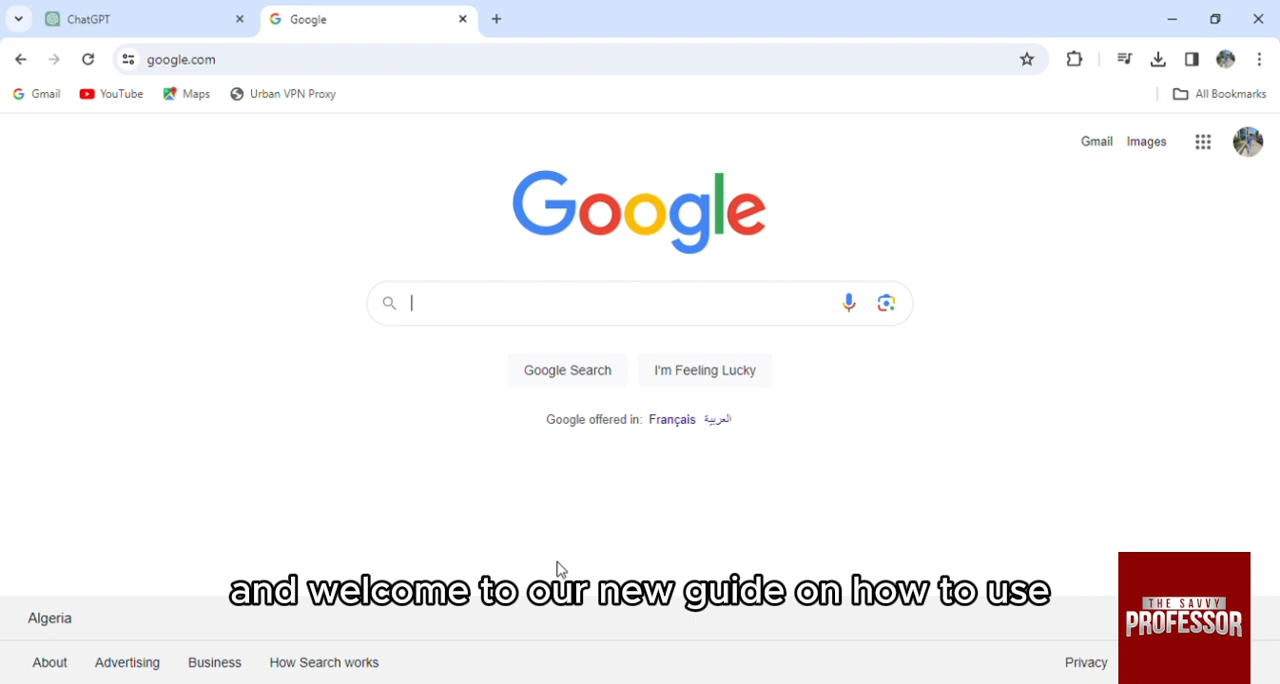 ChatGPT
Google
google.com
Gmail YouTube Maps Urban VPN Proxy All Bookmarks
Gmail Images
Google
Google Search I'm Feeling Lucky
Google offered in: Français العربية
and welcome to our new guide on how to use
Algeria
About Advertising Business How Search works Privacy
THE SAVVY
PROFESSOR